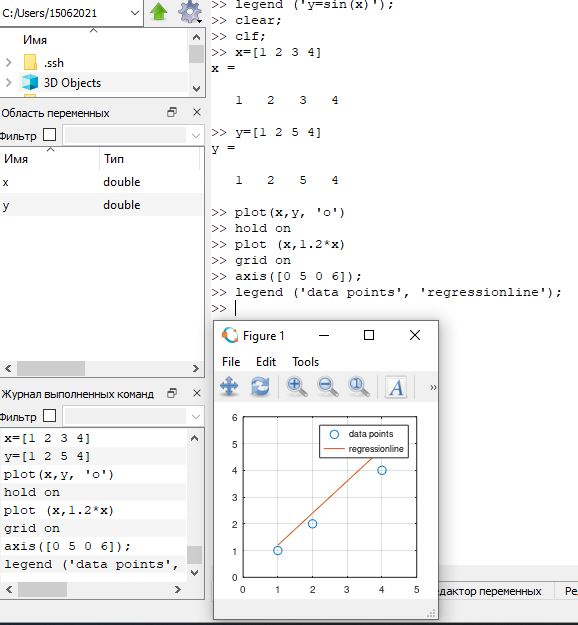 C:/Users/15062021
Имя
.ssh
3D Objects
Область переменных
Фильтр
Имя Тип
x double
y double
Журнал выполненных команд
Фильтр
x=[1 2 3 4]
y=[1 2 5 4]
plot(x,y, 'o')
hold on
plot (x,1.2*x)
grid on
axis([0 5 0 6]);
legend ('data points',
>> legend ('y=sin(x)');
>> clear;
>> clf;
>> x=[1 2 3 4]
x =
1 2 3 4
>> y=[1 2 5 4]
y =
1 2 5 4
>> plot(x,y, 'o')
>> hold on
>> plot (x,1.2*x)
>> grid on
>> axis([0 5 0 6]);
>> legend ('data points', 'regressionline');
>>
Figure 1
File Edit Tools
A »
6
5
4
3
2
1
0
0 1 2 3 4 5
data points
regressionline
дактор переменных